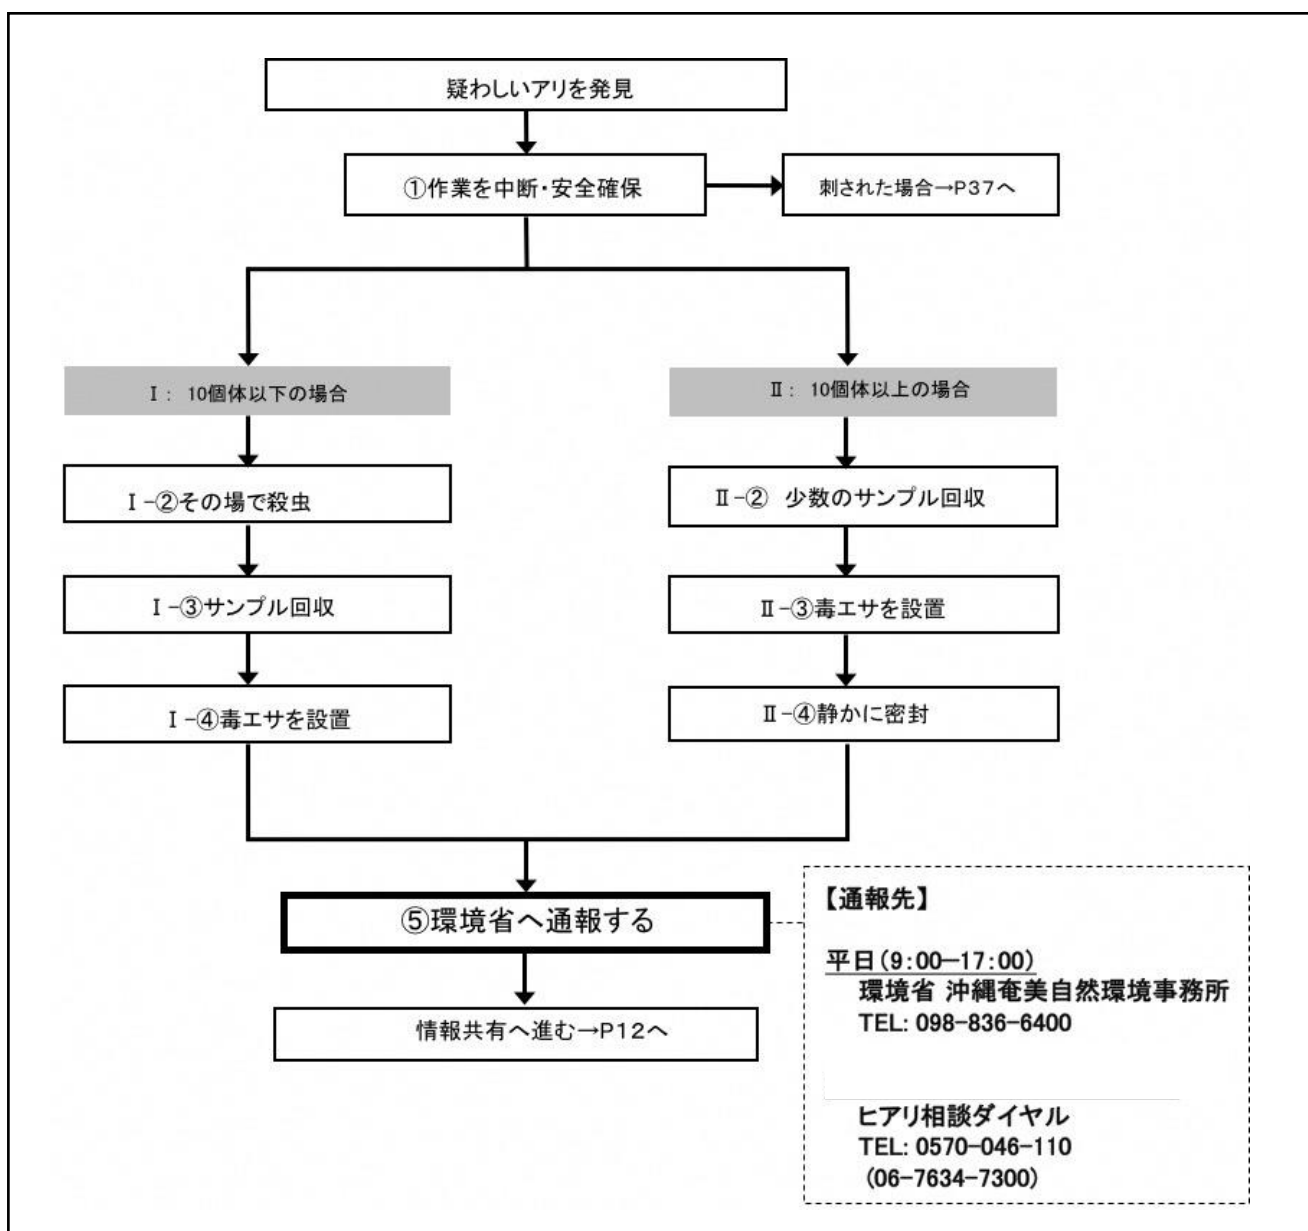 疑わしいアリを発見
①作業を中断・安全確保
刺された場合→P37へ
Ⅰ： 10個体以下の場合
Ⅱ： 10個体以上の場合
Ⅰ-②その場で殺虫
Ⅱ-② 少数のサンプル回収
Ⅰ-③サンプル回収
Ⅱ-③毒エサを設置
Ⅰ-④毒エサを設置
Ⅱ-④静かに密封
⑤環境省へ通報する
情報共有へ進む→P12へ
【通報先】
平日(9:00—17:00)
環境省 沖縄奄美自然環境事務所
TEL: 098-836-6400
ヒアリ相談ダイヤル
TEL: 0570-046-110
(06-7634-7300)